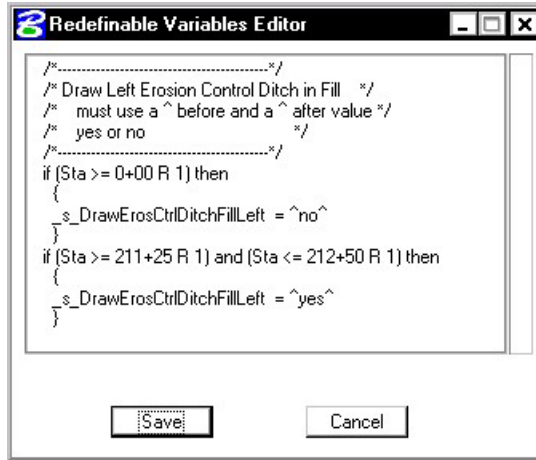 Redefinable Variables Editor
/*-------------------------------------------*/
/* Draw Left Erosion Control Ditch in Fill */
/* must use a ^ before and a ^ after value */
/* yes or no */
/*-------------------------------------------*/
if (Sta >= 0+00 R 1) then
{
_s_DrawErosCtrlDitchFillLeft = ^no^
}
if (Sta >= 211+25 R 1) and (Sta <= 212+50 R 1) then
{
_s_DrawErosCtrlDitchFillLeft = ^yes^
}
Save Cancel